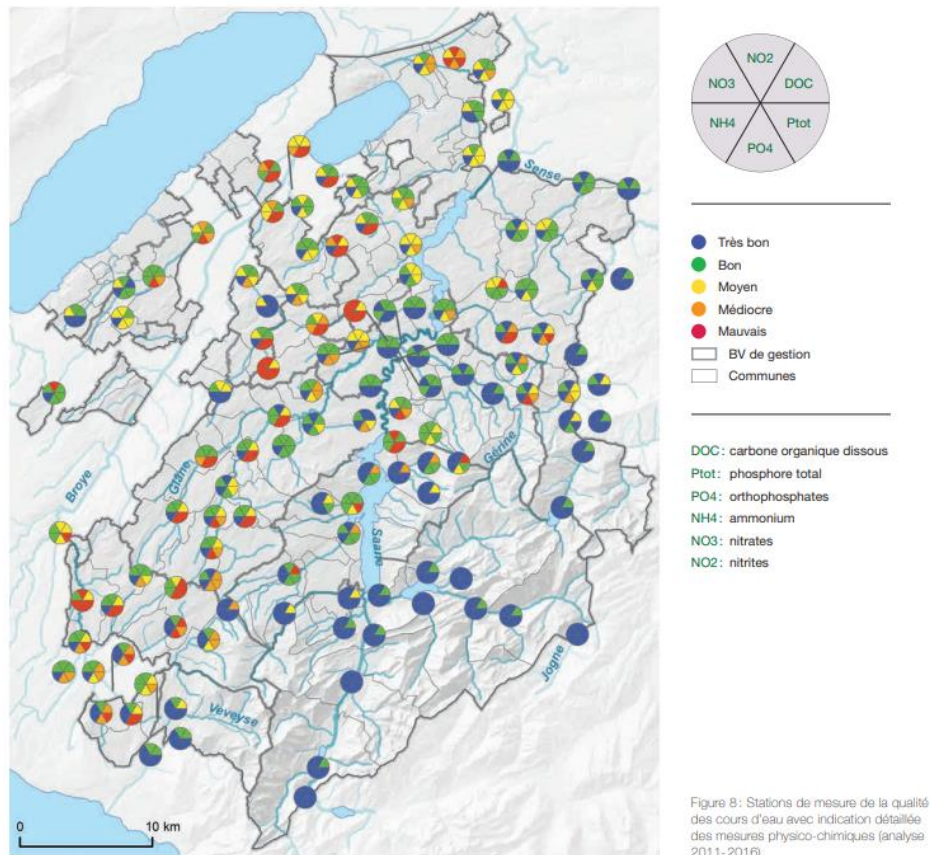 Sense
Broye
Glâne
Gérine
Saane
Jogne
Veveyse
0 10 km
NO2
NO3
DOC
NH4
Ptot
PO4
Très bon
Bon
Moyen
Médiocre
Mauvais
BV de gestion
Communes
DOC: carbone organique dissous
Ptot: phosphore total
PO4: orthophosphates
NH4: ammonium
NO3: nitrates
NO2: nitrites
Figure 8: Stations de mesure de la qualité
des cours d'eau avec indication détaillée
des mesures physico-chimiques (analyse
2011-2016)